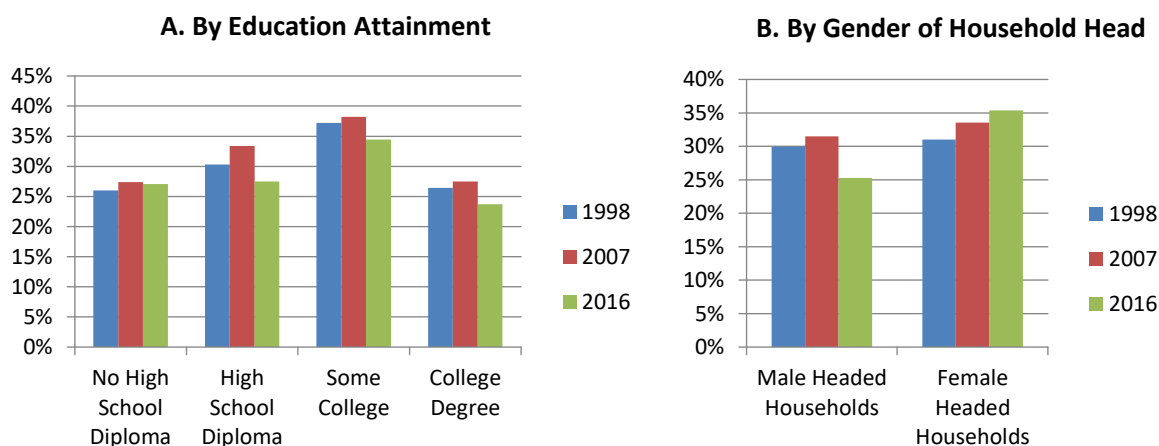 A. By Education Attainment
45%
40%
35%
30%
25%
20%
15%
10%
5%
0%
No High
School
Diploma
High
School
Diploma
Some
College
College
Degree
1998
2007
2016
B. By Gender of Household Head
40%
35%
30%
25%
20%
15%
10%
5%
0%
Male Headed
Households
Female
Headed
Households
1998
2007
2016